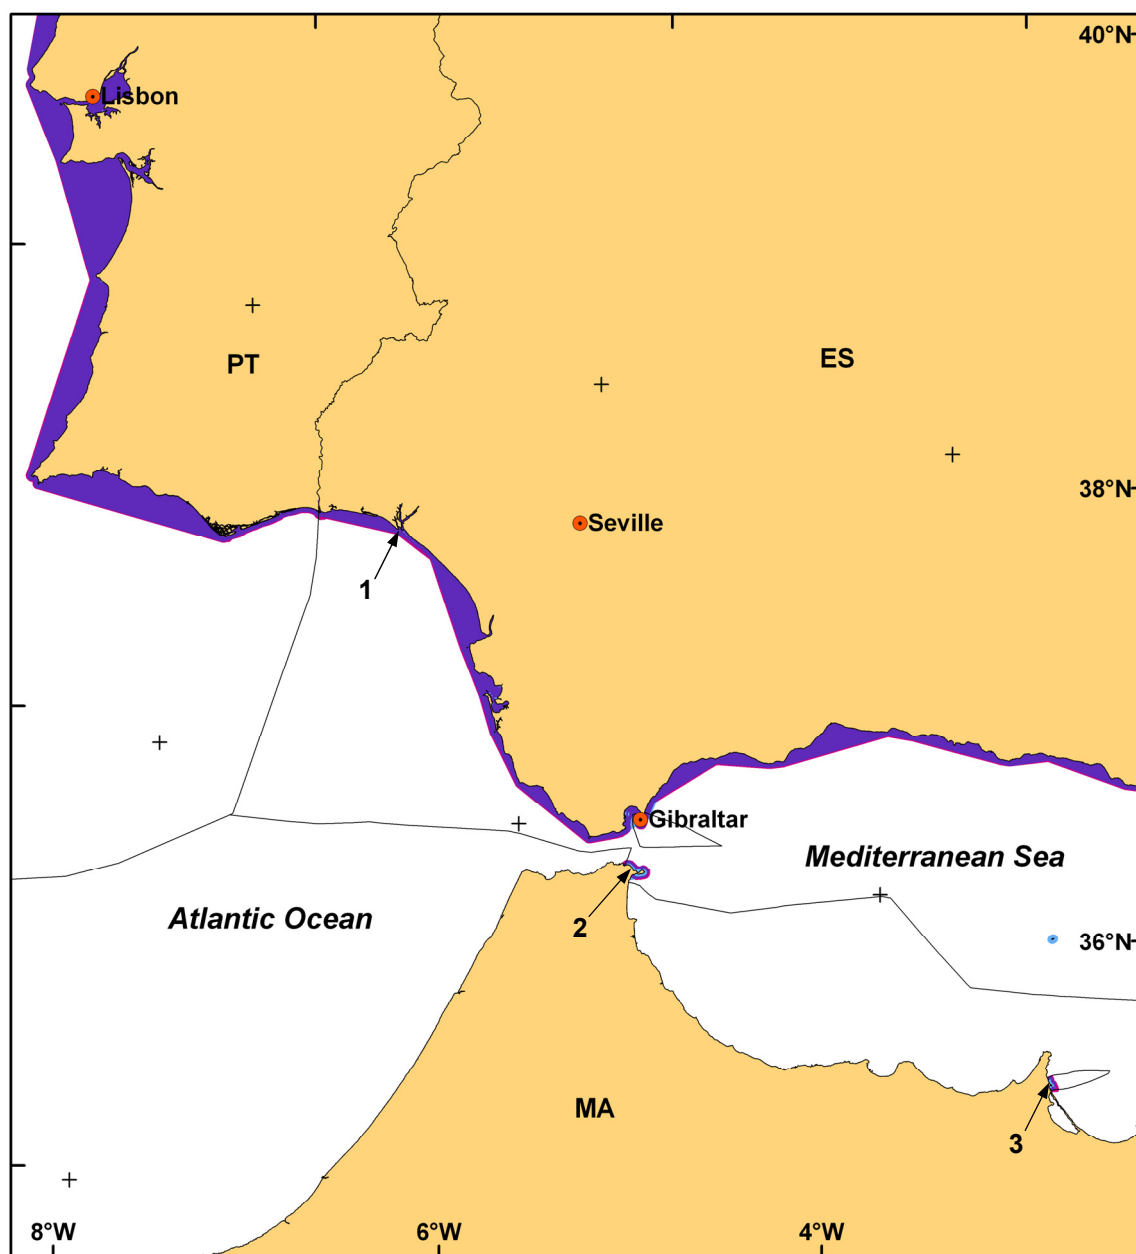 40°N
Lisbon
PT
ES
38°N
Seville
1
Gibraltar
Mediterranean Sea
Atlantic Ocean
2
36°N
MA
3
8°W
6°W
4°W